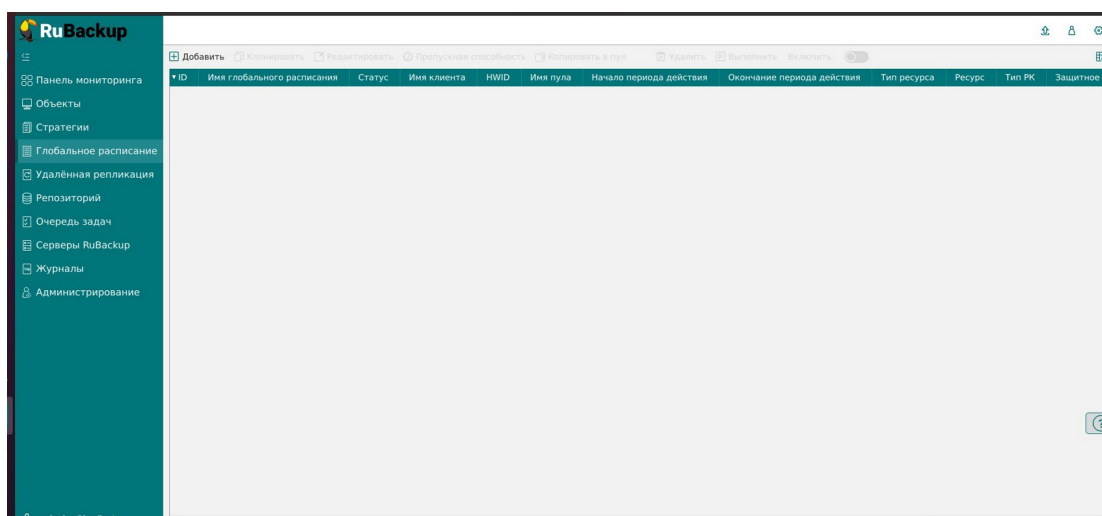 RuBackup
Добавить Клонировать Редактировать Пропускная способность Копировать в пул Удалить Выполнить Включить
ID Имя глобального расписания Статус Имя клиента HWID Имя пула Начало периода действия Окончание периода действия Тип ресурса Ресурс Тип РК Защитное
Панель мониторинга
Объекты
Стратегии
Глобальное расписание
Удалённая репликация
Репозиторий
Очередь задач
Серверы RuBackup
Журналы
Администрирование